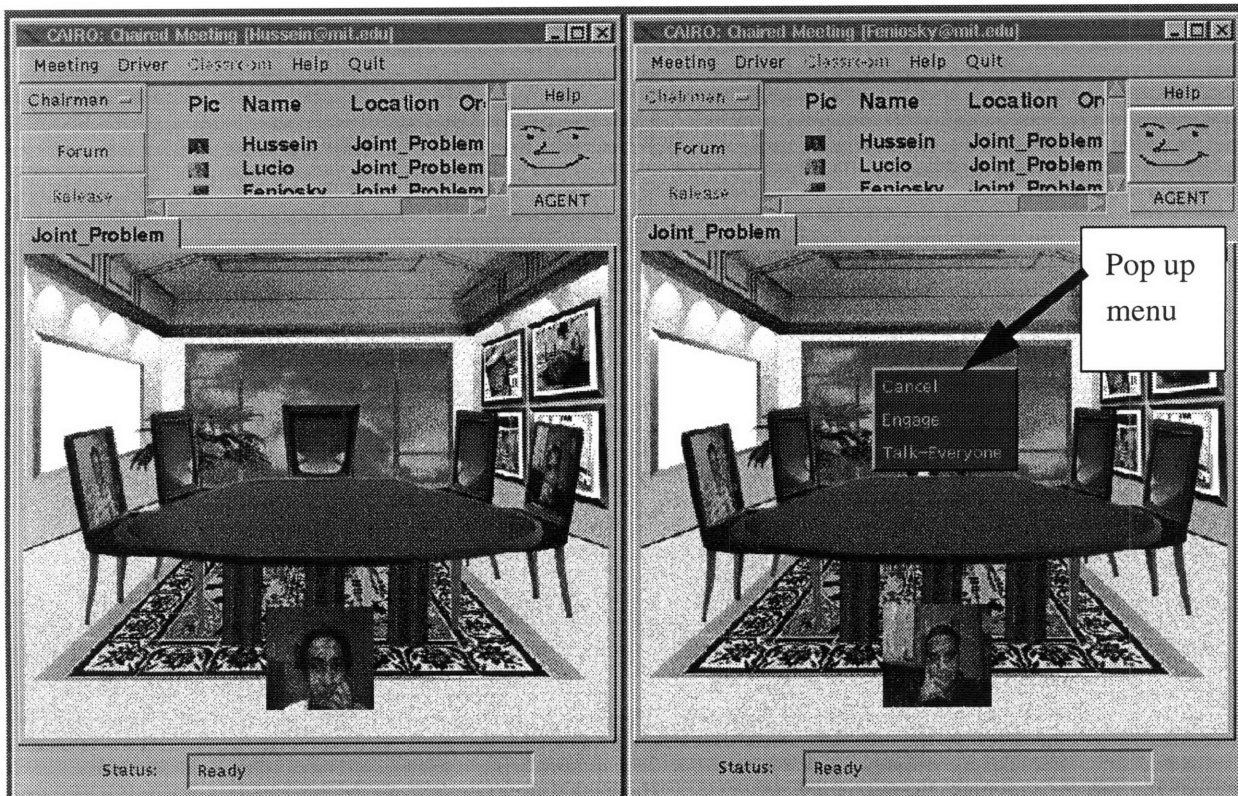 CAIRO: Chaired Meeting [Hussein@mit.edu]
Meeting Driver Classroom Help Quit
Chairman
Pic Name Location Or
Help
Forum
Hussein Joint_Problem
Lucio Joint_Problem
Feniosky Joint_Problem
Release
AGENT
Joint_Problem
Status: Ready
CAIRO: Chaired Meeting [Feniosky@mit.edu]
Meeting Driver Classroom Help Quit
Chairman
Pic Name Location Or
Help
Forum
Hussein Joint_Problem
Lucio Joint_Problem
Feniosky Joint_Problem
Release
AGENT
Joint_Problem
Pop up
menu
Cancel
Engage
Talk-Everyone
Status: Ready